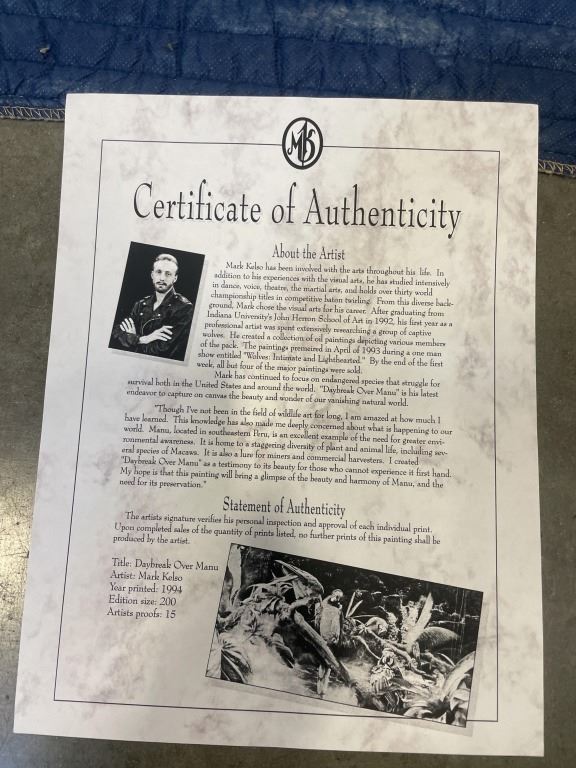 MK
Certificate of Authenticity
About the Artist
Mark Kelso has been involved with the arts throughout his life. In
addition to his experiences with the visual arts, he has studied intensively
in dance, voice, theatre, the martial arts, and holds over thirty world
championship titles in competitive baton twirling. From this diverse back-
ground, Mark chose the visual arts for his career. After graduating from
Indiana University's John Herron School of Art in 1992, his first year as a
professional artist was spent extensively researching a group of captive
wolves. He created a collection of oil paintings depicting various members
of the pack. The paintings premeired in April of 1993 during a one man
show entitled "Wolves: Intimate and Lighthearted." By the end of the first
week, all but four of the major paintings were sold.
Mark has continued to focus on endangered species that struggle for
survival both in the United States and around the world. "Daybreak Over Manu" is his latest
endeavor to capture on canvas the beauty and wonder of our vanishing natural world.
"Though I've not been in the field of wildlife art for long, I am amazed at how much I
have learned. This knowledge has also made me deeply concerned about what is happening to our
world. Manu, located in southeastern Peru, is an excellent example of the need for greater envi-
ronmental awareness. It is home to a staggering diversity of plant and animal life, including sev-
eral species of Macaws. It is also a lure for miners and commercial harvesters. I created
"Daybreak Over Manu" as a testimony to its beauty for those who cannot experience it first hand.
My hope is that this painting will bring a glimpse of the beauty and harmony of Manu, and the
need for its preservation."
Statement of Authenticity
The artists signature verifies his personal inspection and approval of each individual print.
Upon completed sales of the quantity of prints listed, no further prints of this painting shall be
produced by the artist.
Title: Daybreak Over Manu
Artist: Mark Kelso
Year printed: 1994
Edition size: 200
Artists proofs: 15